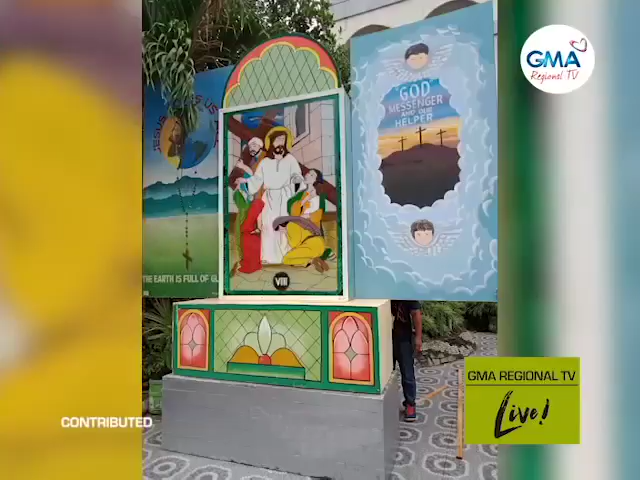 GMA
Regional TV
GOD
MESSENGER
AND OUR
HELPER
JESUS
VIII
THE EARTH IS FULL OF
GMA REGIONAL TV
Live!
CONTRIBUTED